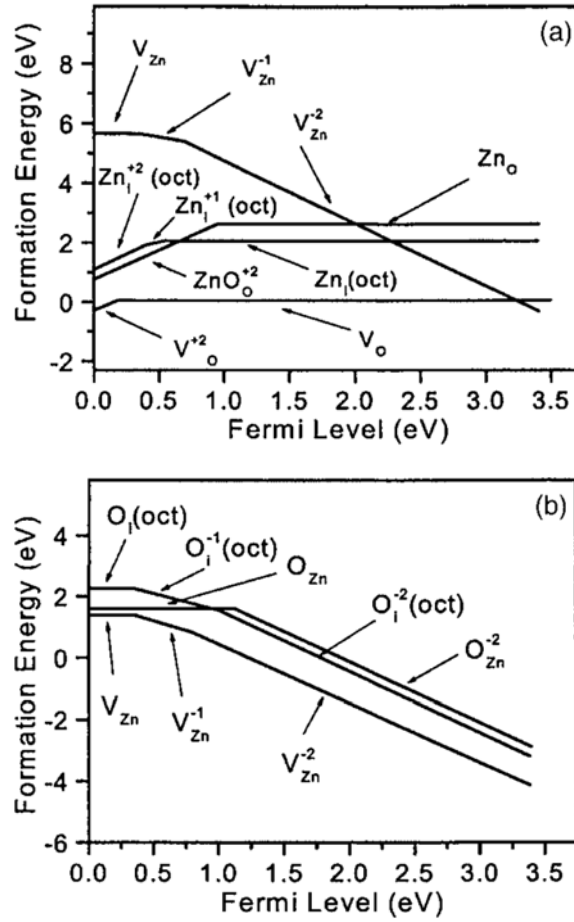 (a)
Formation Energy (eV)
8
6
4
2
0
-2
V_Zn
V_Zn^-1
V_Zn^-2
Zn_O
Zn_I^+2 (oct)
Zn_I^+1 (oct)
ZnO_O^+2
Zn_I(oct)
V_O^+2
V_O
0.0 0.5 1.0 1.5 2.0 2.5 3.0 3.5
Fermi Level (eV)
(b)
Formation Energy (eV)
4
2
0
-2
-4
-6
O_I(oct)
O_i^-1(oct)
O_Zn
O_i^-2(oct)
O_Zn^-2
V_Zn
V_Zn^-1
V_Zn^-2
0.0 0.5 1.0 1.5 2.0 2.5 3.0 3.5
Fermi Level (eV)